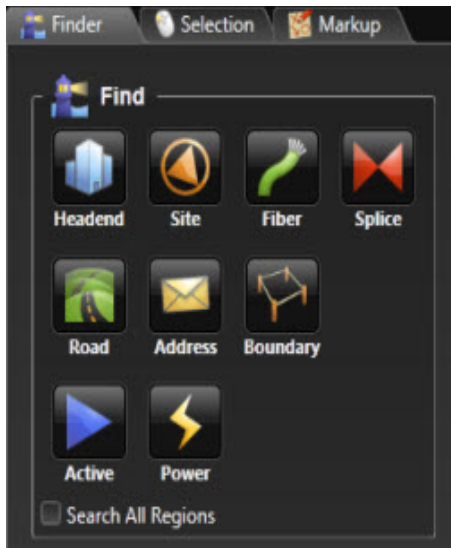 Finder Selection Markup
Find
Headend Site Fiber Splice
Road Address Boundary
Active Power
Search All Regions